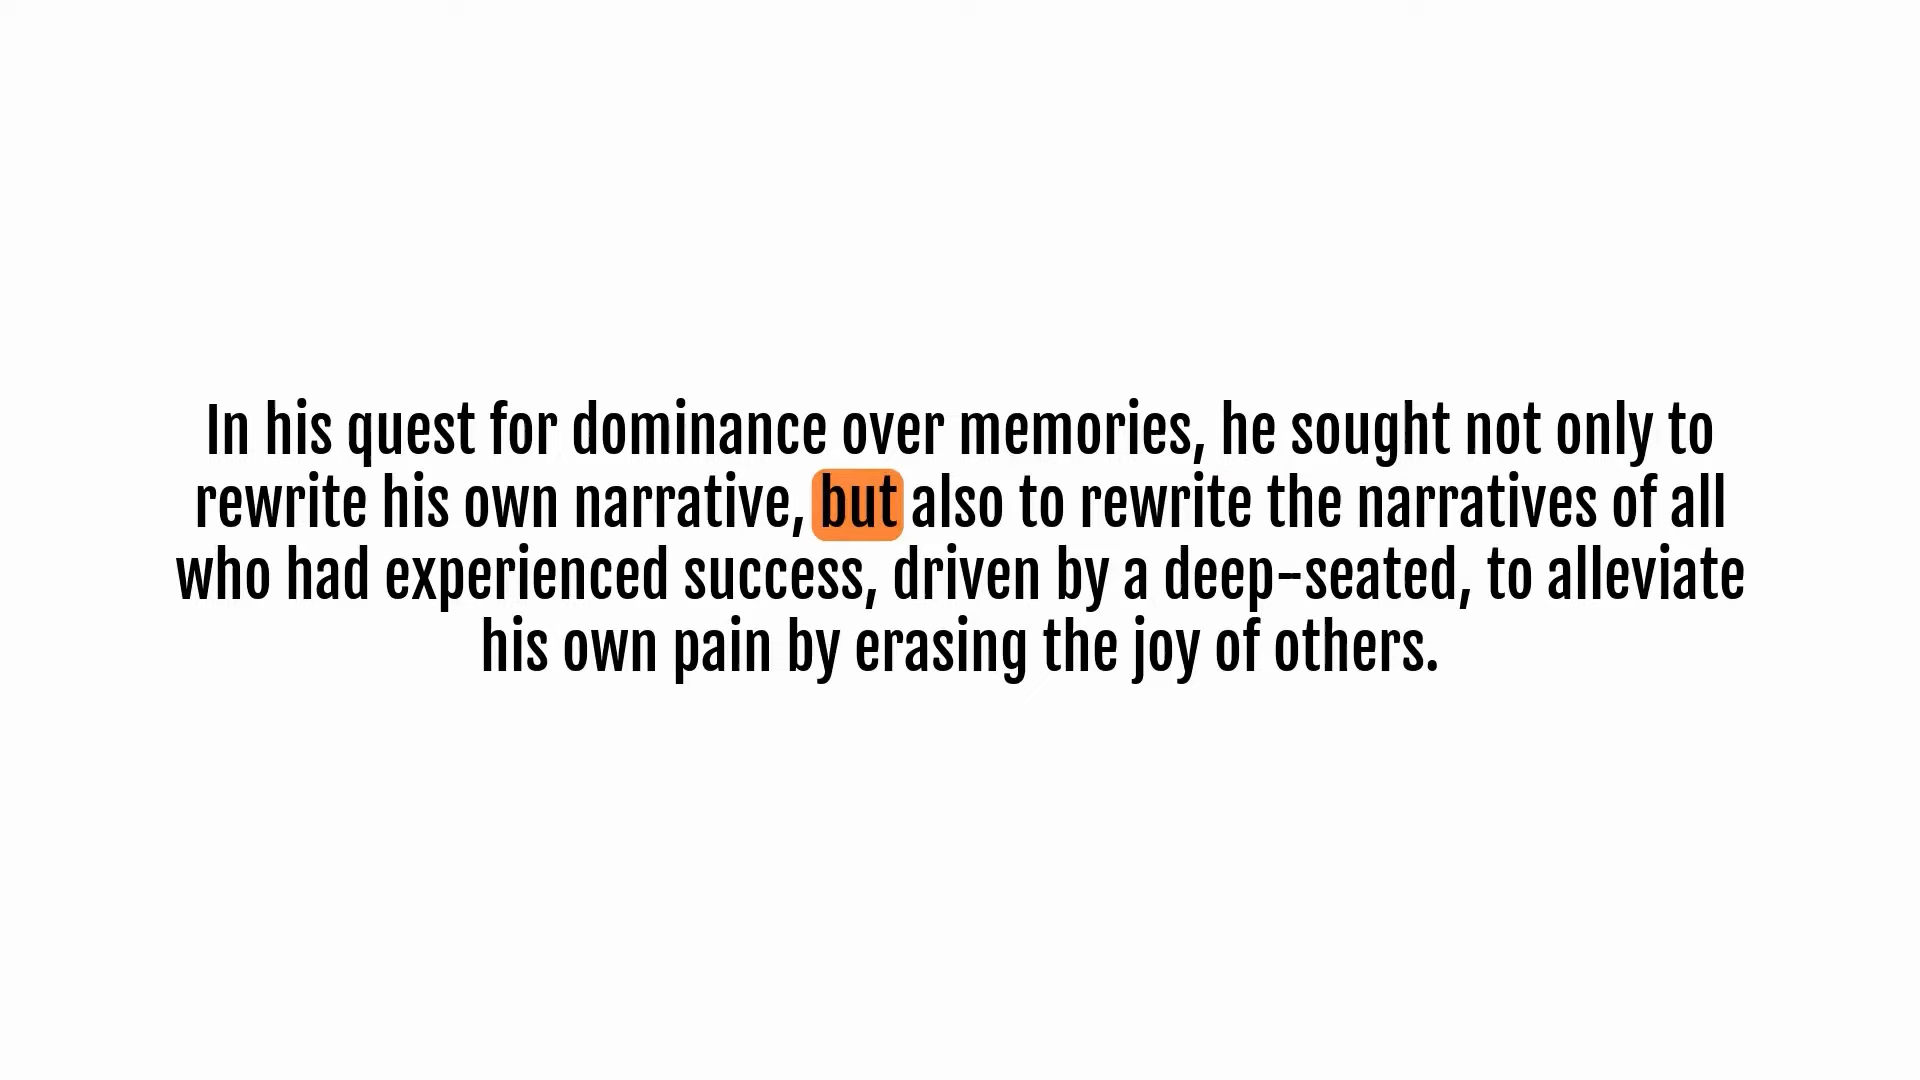 In his quest for dominance over memories, he sought not only to
rewrite his own narrative, but also to rewrite the narratives of all
who had experienced success, driven by a deep-seated, to alleviate
his own pain by erasing the joy of others.